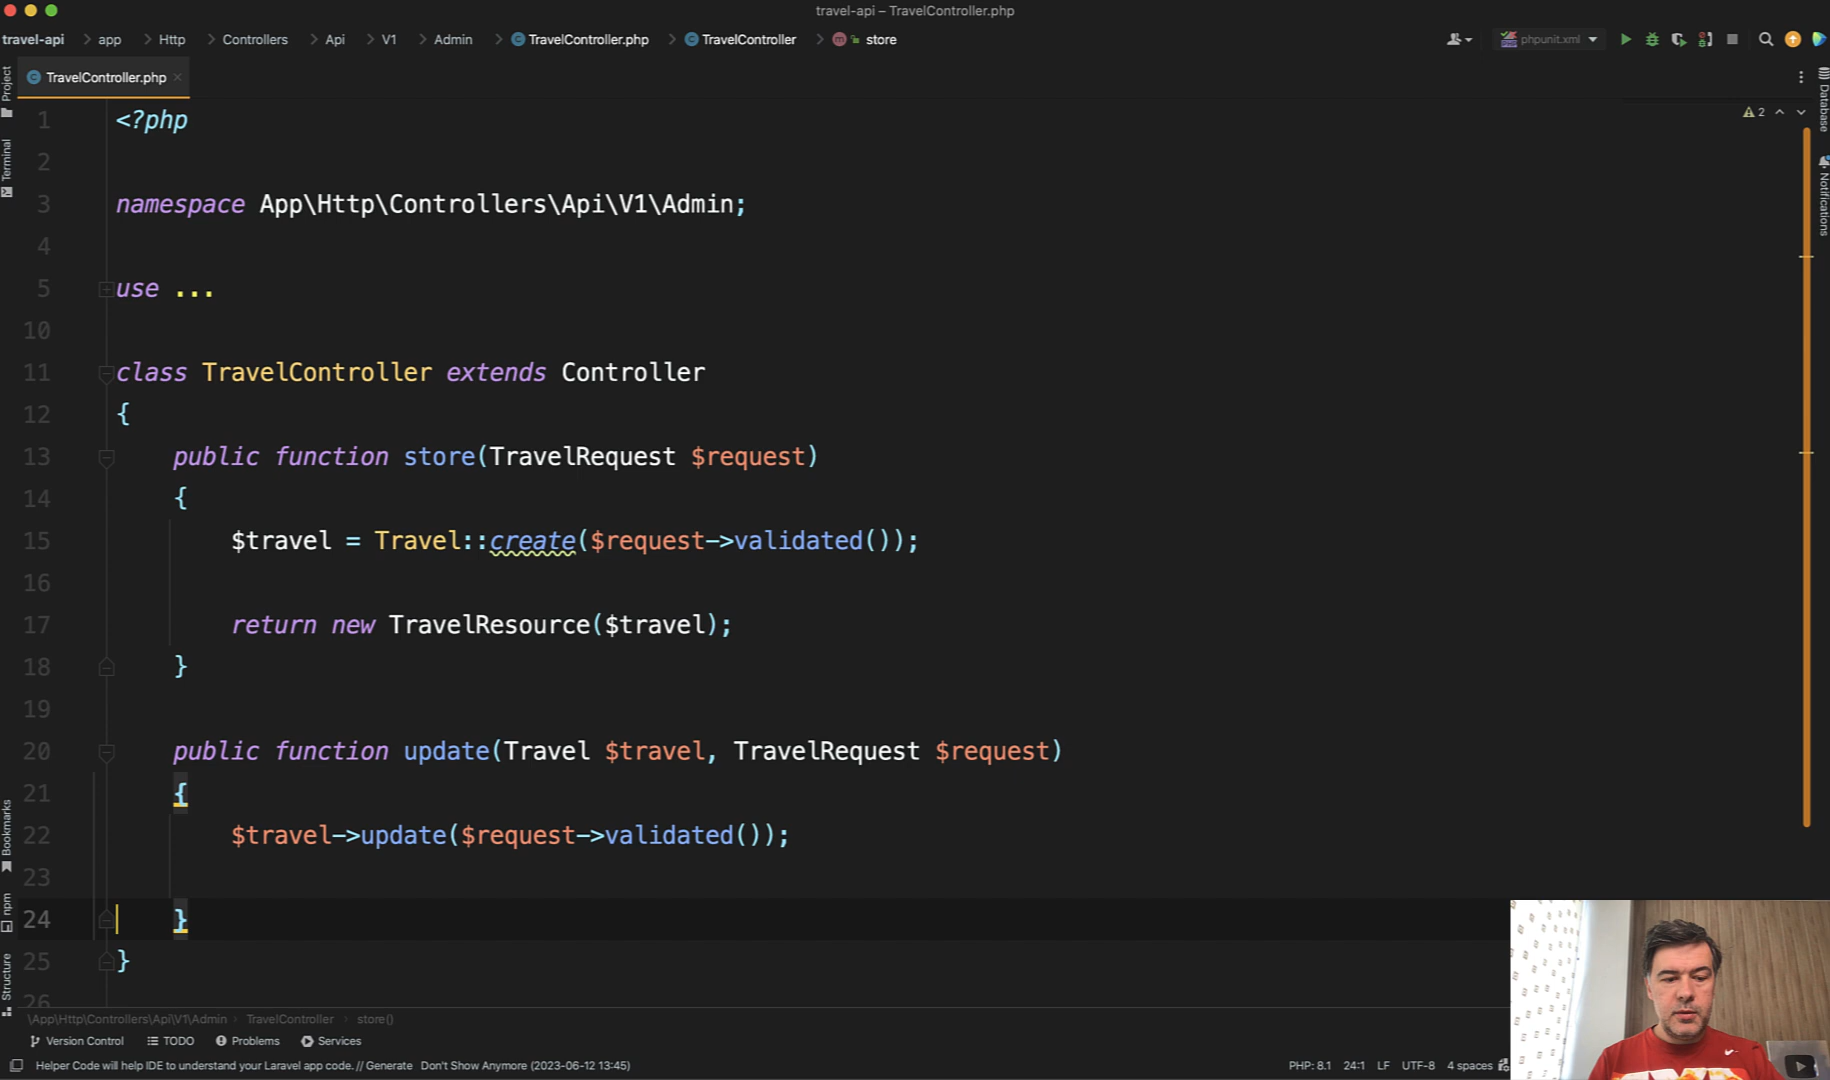 travel-api – TravelController.php
travel-api app Http Controllers Api V1 Admin TravelController.php TravelController store phpunit.xml
TravelController.php
Project
Terminal
Bookmarks
npm
Structure
Database
Notifications
2
1 <?php
2
3 namespace App\Http\Controllers\Api\V1\Admin;
4
5 use ...
10
11 class TravelController extends Controller
12 {
13 public function store(TravelRequest $request)
14 {
15 $travel = Travel::create($request->validated());
16
17 return new TravelResource($travel);
18 }
19
20 public function update(Travel $travel, TravelRequest $request)
21 {
22 $travel->update($request->validated());
23
24 }
25 }
26
\App\Http\Controllers\Api\V1\Admin TravelController store()
Version Control TODO Problems Services
Helper Code will help IDE to understand your Laravel app code. // Generate Don't Show Anymore (2023-06-12 13:45) PHP: 8.1 24:1 LF UTF-8 4 spaces